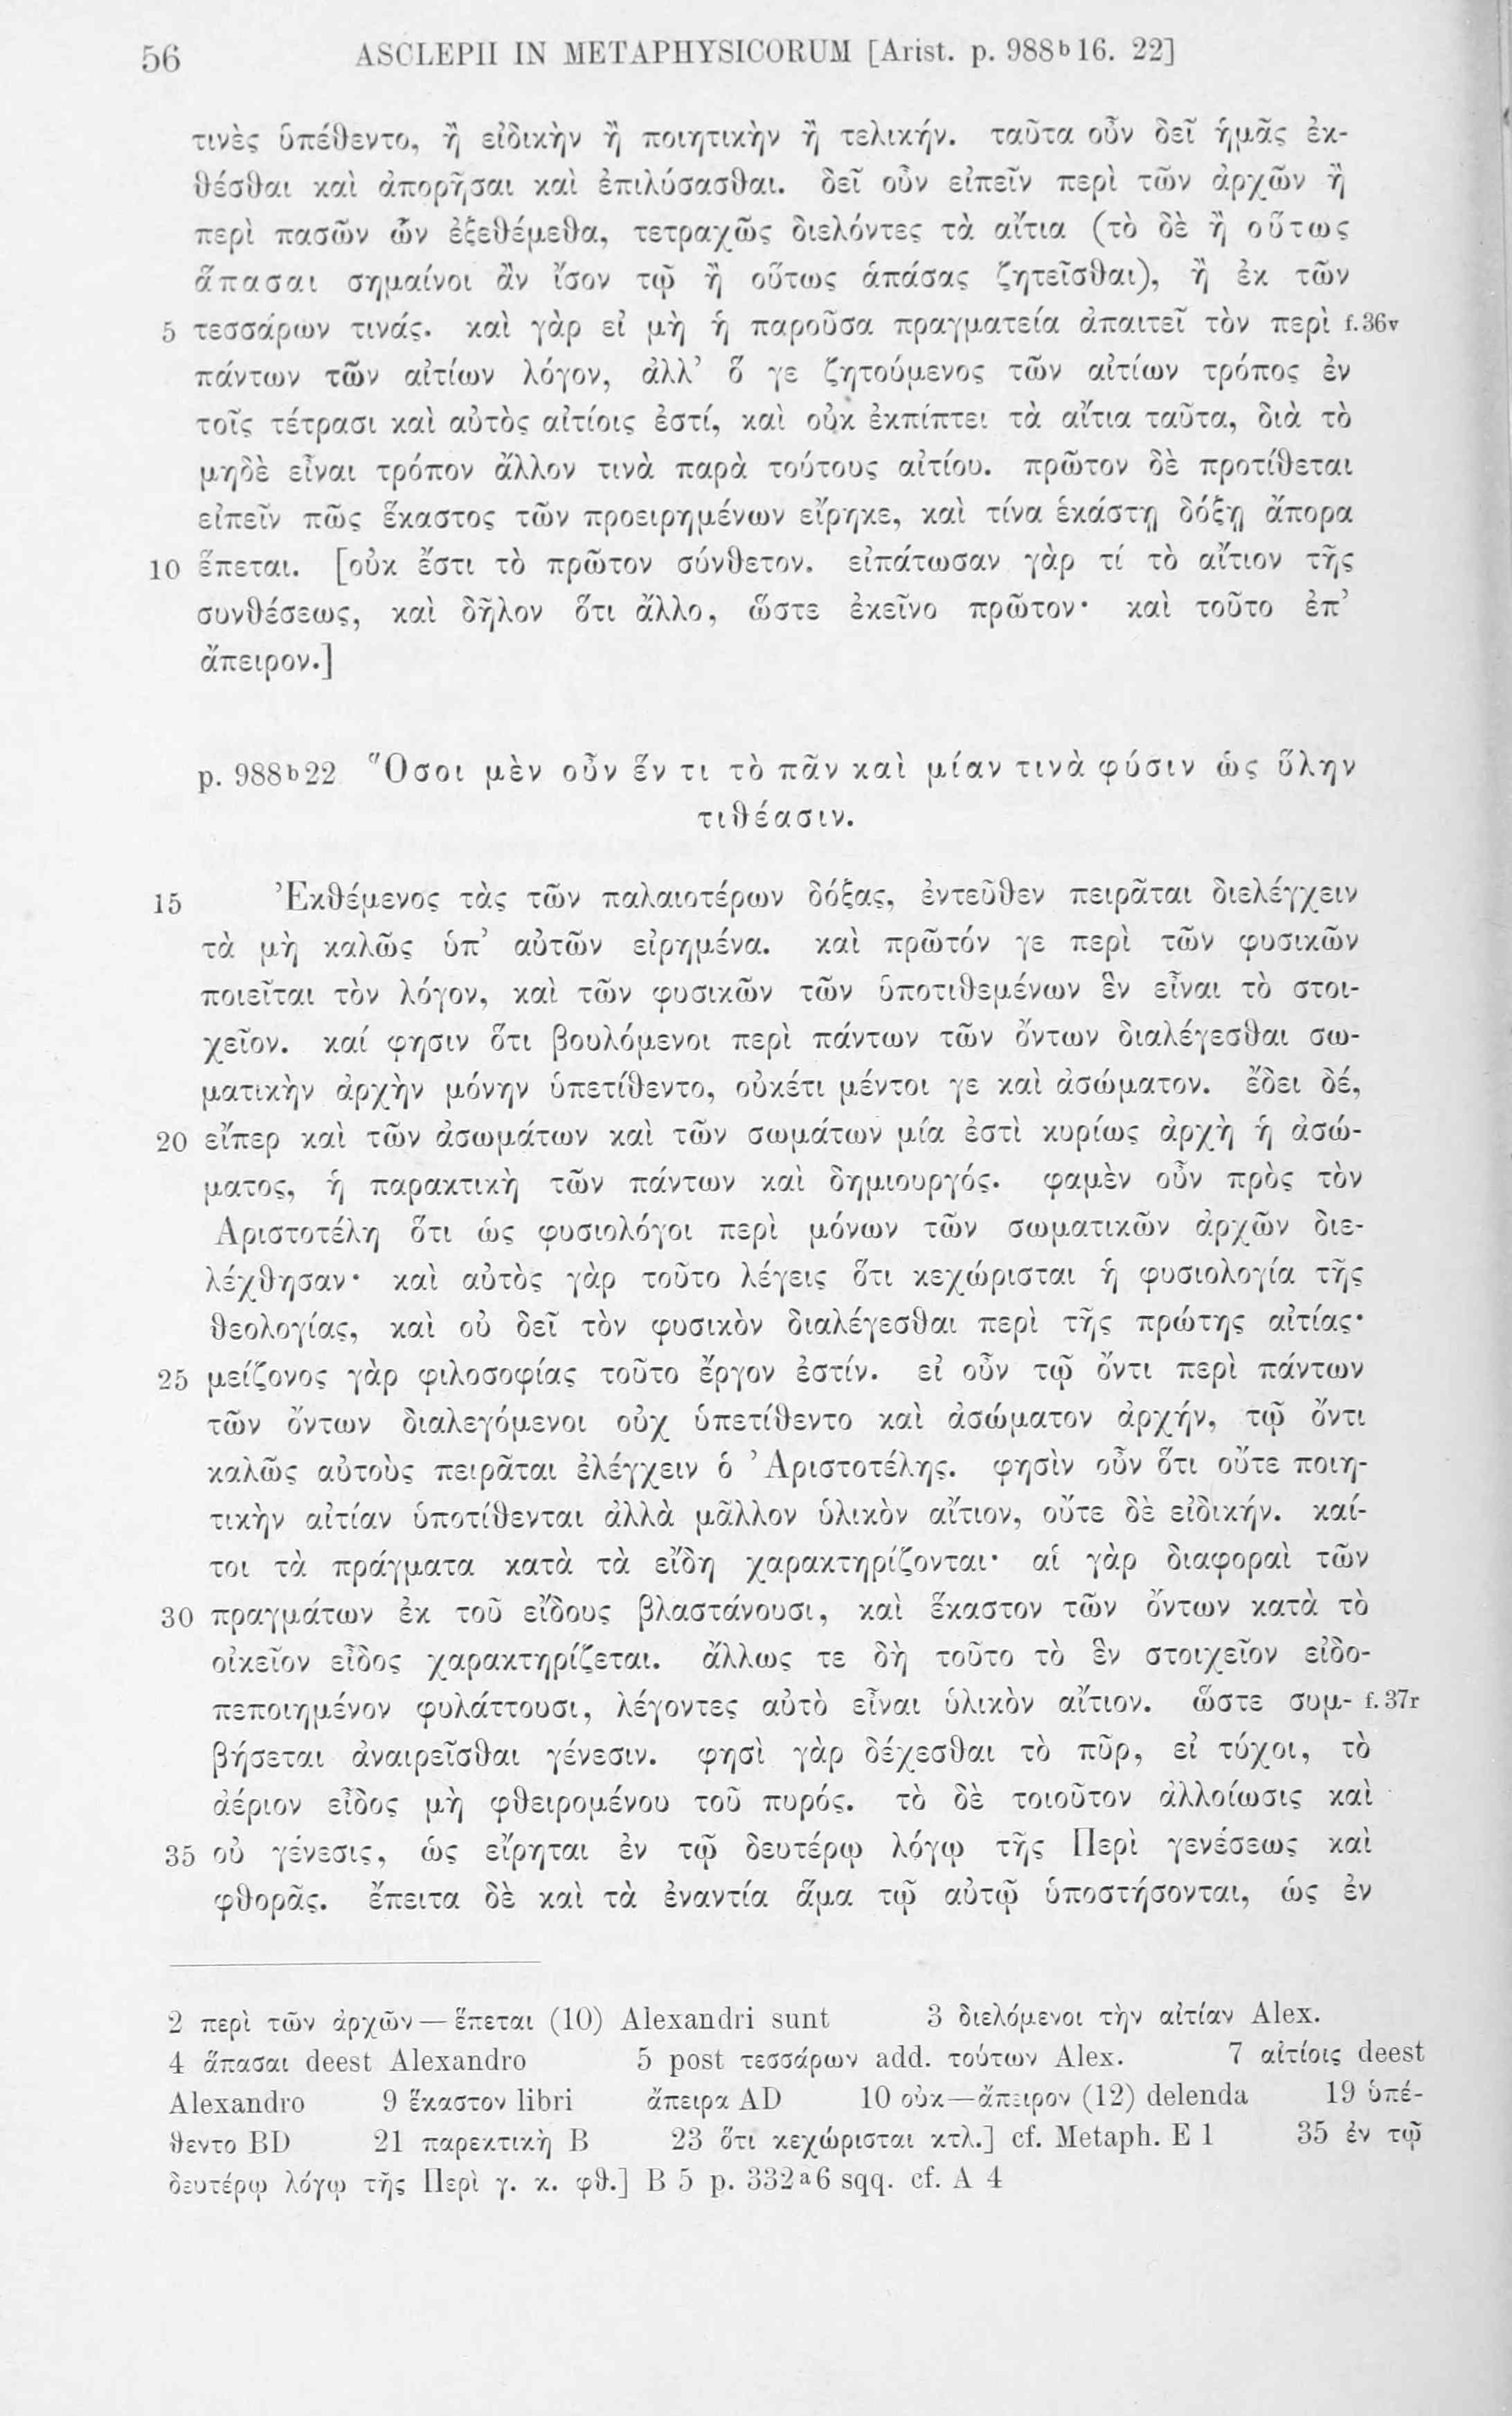 56 ASCLEPII IN METAPHYSICORUM [Arist. p. 988ᵇ16. 22]
τινὲς ὑπέθεντο, ἢ εἰδικὴν ἢ ποιητικὴν ἢ τελικήν. ταῦτα οὖν δεῖ ἡμᾶς ἐκ-
θέσθαι καὶ ἀπορῆσαι καὶ ἐπιλύσασθαι. δεῖ οὖν εἰπεῖν περὶ τῶν ἀρχῶν ἢ
περὶ πασῶν ὧν ἐξεθέμεθα, τετραχῶς διελόντες τὰ αἴτια (τὸ δὲ ἢ οὕτως
ἅπασαι σημαίνοι ἂν ἴσον τῷ ἢ οὕτως ἁπάσας ζητεῖσθαι), ἢ ἐκ τῶν
5 τεσσάρων τινάς. καὶ γὰρ εἰ μὴ ἡ παροῦσα πραγματεία ἀπαιτεῖ τὸν περὶ f. 36v
πάντων τῶν αἰτίων λόγον, ἀλλ’ ὅ γε ζητούμενος τῶν αἰτίων τρόπος ἐν
τοῖς τέτρασι καὶ αὐτὸς αἰτίοις ἐστί, καὶ οὐκ ἐκπίπτει τὰ αἴτια ταῦτα, διὰ τὸ
μηδὲ εἶναι τρόπον ἄλλον τινὰ παρὰ τούτους αἰτίου. πρῶτον δὲ προτίθεται
εἰπεῖν πῶς ἕκαστος τῶν προειρημένων εἴρηκε, καὶ τίνα ἑκάστῃ δόξῃ ἄπορα
10 ἕπεται. [οὐκ ἔστι τὸ πρῶτον σύνθετον. εἰπάτωσαν γὰρ τί τὸ αἴτιον τῆς
συνθέσεως, καὶ δῆλον ὅτι ἄλλο, ὥστε ἐκεῖνο πρῶτον· καὶ τοῦτο ἐπ’
ἄπειρον.]
p. 988ᵇ22 Ὅσοι μὲν οὖν ἕν τι τὸ πᾶν καὶ μίαν τινὰ φύσιν ὡς ὕλην
τιθέασιν.
15 Ἐκθέμενος τὰς τῶν παλαιοτέρων δόξας, ἐντεῦθεν πειρᾶται διελέγχειν
τὰ μὴ καλῶς ὑπ’ αὐτῶν εἰρημένα. καὶ πρῶτόν γε περὶ τῶν φυσικῶν
ποιεῖται τὸν λόγον, καὶ τῶν φυσικῶν τῶν ὑποτιθεμένων ἓν εἶναι τὸ στοι-
χεῖον. καί φησιν ὅτι βουλόμενοι περὶ πάντων τῶν ὄντων διαλέγεσθαι σω-
ματικὴν ἀρχὴν μόνην ὑπετίθεντο, οὐκέτι μέντοι γε καὶ ἀσώματον. ἔδει δέ,
20 εἴπερ καὶ τῶν ἀσωμάτων καὶ τῶν σωμάτων μία ἐστὶ κυρίως ἀρχὴ ἡ ἀσώ-
ματος, ἡ παρακτικὴ τῶν πάντων καὶ δημιουργός. φαμὲν οὖν πρὸς τὸν
Ἀριστοτέλη ὅτι ὡς φυσιολόγοι περὶ μόνων τῶν σωματικῶν ἀρχῶν διε-
λέχθησαν· καὶ αὐτὸς γὰρ τοῦτο λέγεις ὅτι κεχώρισται ἡ φυσιολογία τῆς
θεολογίας, καὶ οὐ δεῖ τὸν φυσικὸν διαλέγεσθαι περὶ τῆς πρώτης αἰτίας·
25 μείζονος γὰρ φιλοσοφίας τοῦτο ἔργον ἐστίν. εἰ οὖν τῷ ὄντι περὶ πάντων
τῶν ὄντων διαλεγόμενοι οὐχ ὑπετίθεντο καὶ ἀσώματον ἀρχήν, τῷ ὄντι
καλῶς αὐτοὺς πειρᾶται ἐλέγχειν ὁ Ἀριστοτέλης. φησὶν οὖν ὅτι οὔτε ποιη-
τικὴν αἰτίαν ὑποτίθενται ἀλλὰ μᾶλλον ὑλικὸν αἴτιον, οὔτε δὲ εἰδικήν. καί-
τοι τὰ πράγματα κατὰ τὰ εἴδη χαρακτηρίζονται· αἱ γὰρ διαφοραὶ τῶν
30 πραγμάτων ἐκ τοῦ εἴδους βλαστάνουσι, καὶ ἕκαστον τῶν ὄντων κατὰ τὸ
οἰκεῖον εἶδος χαρακτηρίζεται. ἄλλως τε δὴ τοῦτο τὸ ἓν στοιχεῖον εἰδο-
πεποιημένον φυλάττουσι, λέγοντες αὐτὸ εἶναι ὑλικὸν αἴτιον. ὥστε συμ- f. 37r
βήσεται ἀναιρεῖσθαι γένεσιν. φησὶ γὰρ δέχεσθαι τὸ πῦρ, εἰ τύχοι, τὸ
ἀέριον εἶδος μὴ φθειρομένου τοῦ πυρός. τὸ δὲ τοιοῦτον ἀλλοίωσις καὶ
35 οὐ γένεσις, ὡς εἴρηται ἐν τῷ δευτέρῳ λόγῳ τῆς Περὶ γενέσεως καὶ
φθορᾶς. ἔπειτα δὲ καὶ τὰ ἐναντία ἅμα τῷ αὐτῷ ὑποστήσονται, ὡς ἐν
2 περὶ τῶν ἀρχῶν — ἕπεται (10) Alexandri sunt 3 διελόμενοι τὴν αἰτίαν Alex.
4 ἅπασαι deest Alexandro 5 post τεσσάρων add. τούτων Alex. 7 αἰτίοις deest
Alexandro 9 ἕκαστον libri ἄπειρα AD 10 οὐκ—ἄπειρον (12) delenda 19 ὑπέ-
θεντο BD 21 παρεκτικὴ B 23 ὅτι κεχώρισται κτλ.] cf. Metaph. E 1 35 ἐν τῷ
δευτέρῳ λόγῳ τῆς Περὶ γ. κ. φθ.] B 5 p. 332ᵃ6 sqq. cf. A 4